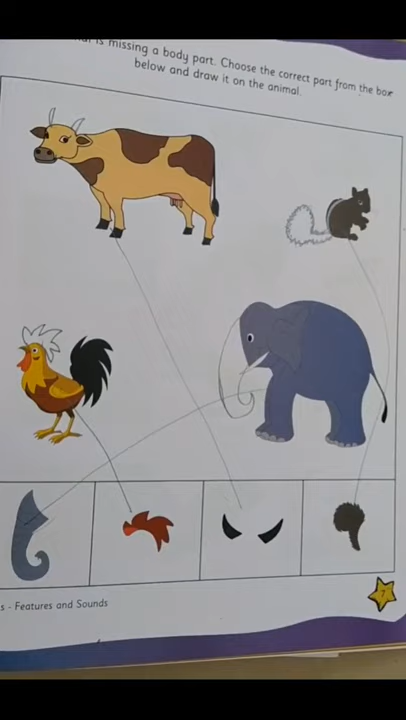 is missing a body part. Choose the correct part from the box
below and draw it on the animal.
s - Features and Sounds
7